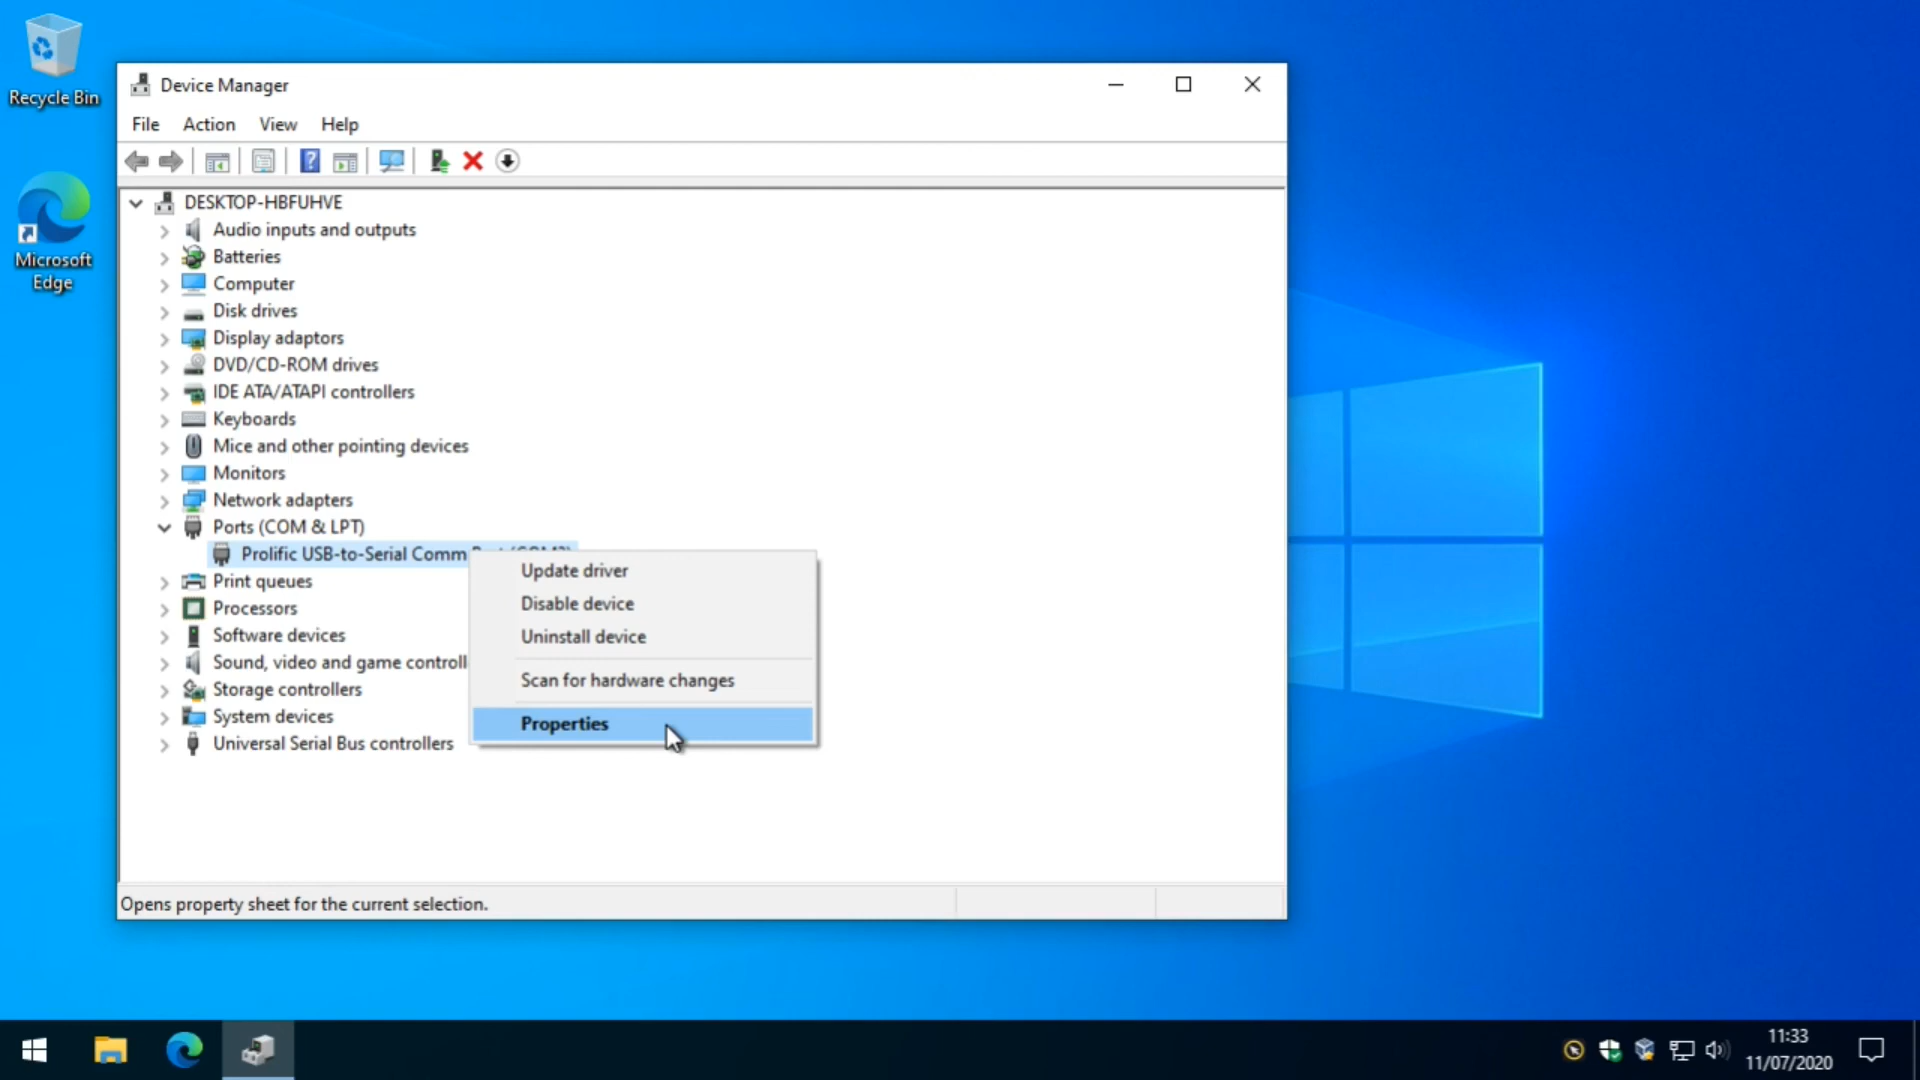 Recycle Bin
Microsoft
Edge
Device Manager
File Action View Help
DESKTOP-HBFUHVE
Audio inputs and outputs
Batteries
Computer
Disk drives
Display adaptors
DVD/CD-ROM drives
IDE ATA/ATAPI controllers
Keyboards
Mice and other pointing devices
Monitors
Network adapters
Ports (COM & LPT)
Prolific USB-to-Serial Comm
Print queues
Processors
Software devices
Sound, video and game controll
Storage controllers
System devices
Universal Serial Bus controllers
Update driver
Disable device
Uninstall device
Scan for hardware changes
Properties
Opens property sheet for the current selection.
11:33
11/07/2020